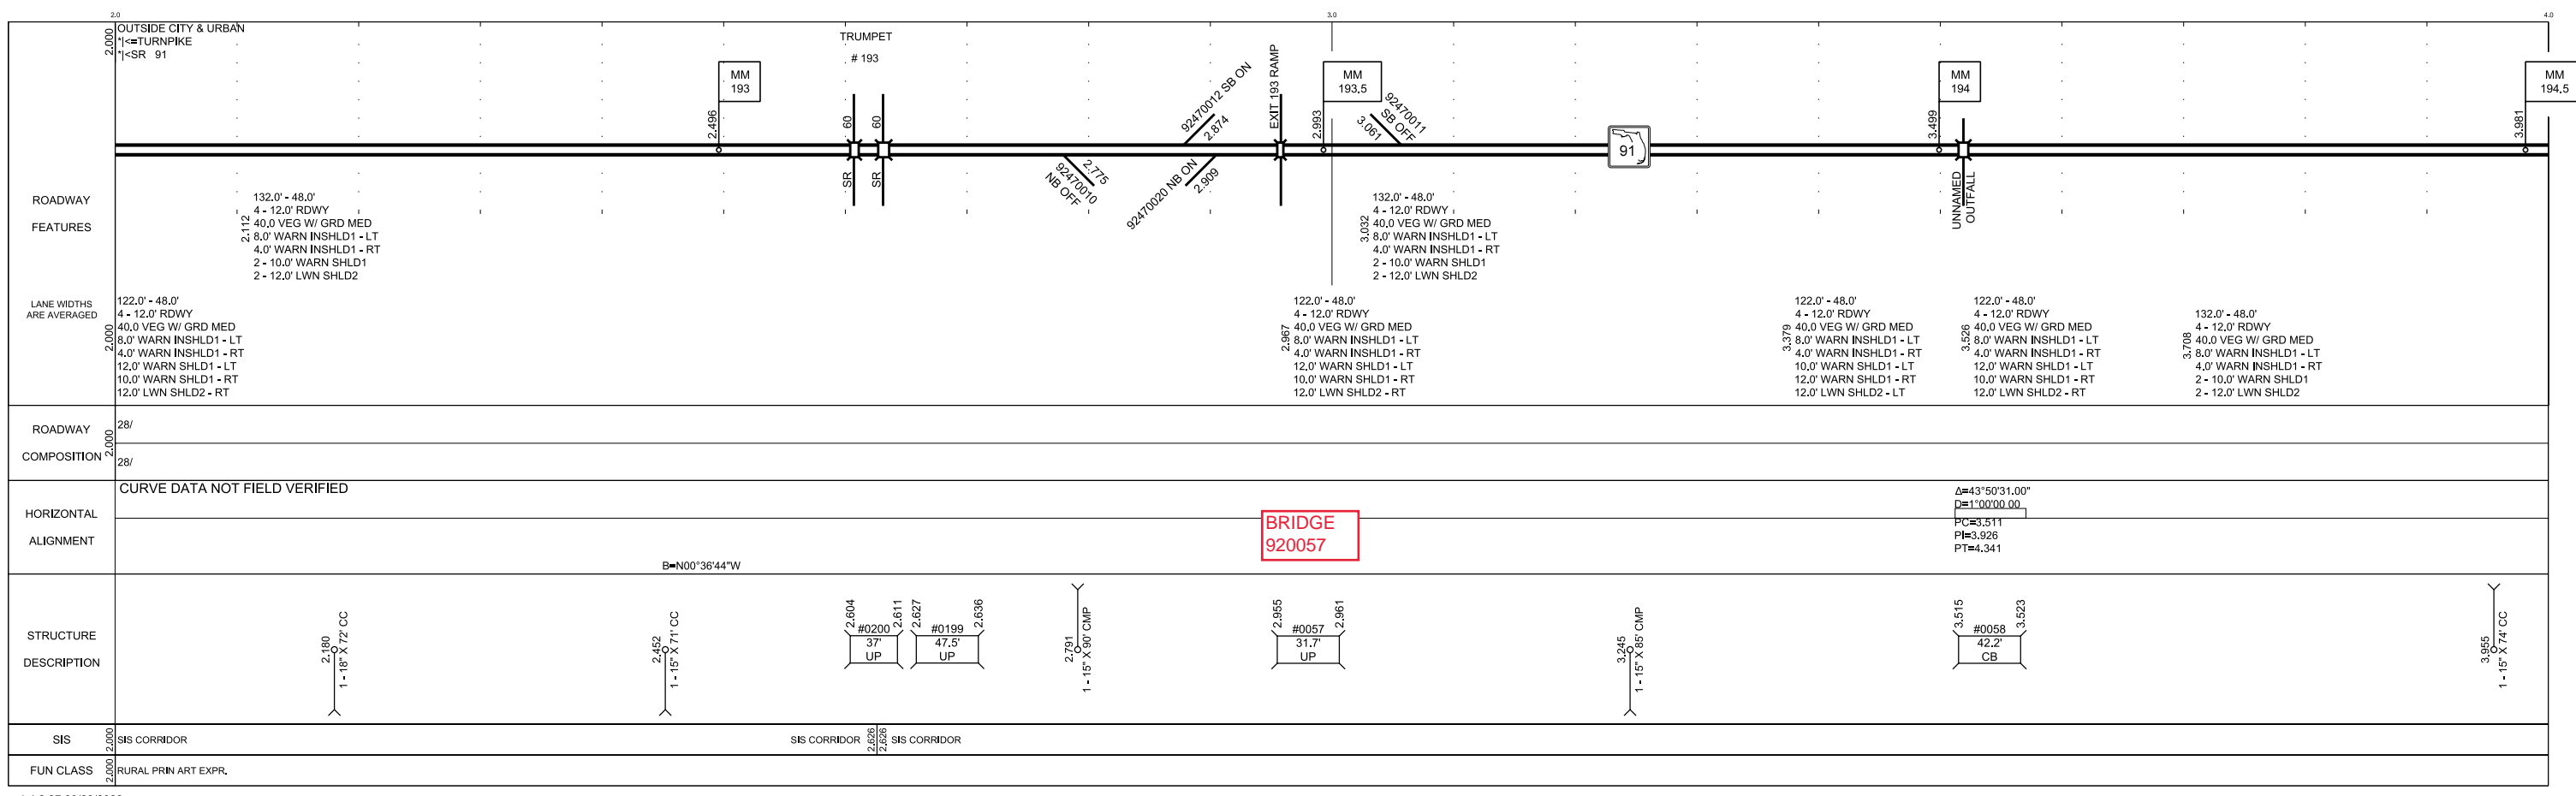 2.0
3.0
4.0
2.000
OUTSIDE CITY & URBAN
*|<=TURNPIKE
*|<SR 91
TRUMPET
# 193
MM
193
2.496
SR 60
SR 60
92470010
NB OFF
2.775
92470012 SB ON
2.874
92470020 NB ON
2.909
EXIT 193 RAMP
MM
193.5
2.993
92470011
SB OFF
3.061
91
MM
194
3.499
UNNAMED
OUTFALL
MM
194.5
3.981
ROADWAY
FEATURES
2.112
132.0' - 48.0'
4 - 12.0' RDWY
40.0 VEG W/ GRD MED
8.0' WARN INSHLD1 - LT
4.0' WARN INSHLD1 - RT
2 - 10.0' WARN SHLD1
2 - 12.0' LWN SHLD2
3.032
132.0' - 48.0'
4 - 12.0' RDWY
40.0 VEG W/ GRD MED
8.0' WARN INSHLD1 - LT
4.0' WARN INSHLD1 - RT
2 - 10.0' WARN SHLD1
2 - 12.0' LWN SHLD2
LANE WIDTHS
ARE AVERAGED
2.000
122.0' - 48.0'
4 - 12.0' RDWY
40.0 VEG W/ GRD MED
8.0' WARN INSHLD1 - LT
4.0' WARN INSHLD1 - RT
12.0' WARN SHLD1 - LT
10.0' WARN SHLD1 - RT
12.0' LWN SHLD2 - RT
2.967
122.0' - 48.0'
4 - 12.0' RDWY
40.0 VEG W/ GRD MED
8.0' WARN INSHLD1 - LT
4.0' WARN INSHLD1 - RT
12.0' WARN SHLD1 - LT
10.0' WARN SHLD1 - RT
12.0' LWN SHLD2 - RT
3.379
122.0' - 48.0'
4 - 12.0' RDWY
40.0 VEG W/ GRD MED
8.0' WARN INSHLD1 - LT
4.0' WARN INSHLD1 - RT
10.0' WARN SHLD1 - LT
12.0' WARN SHLD1 - RT
12.0' LWN SHLD2 - LT
3.526
122.0' - 48.0'
4 - 12.0' RDWY
40.0 VEG W/ GRD MED
8.0' WARN INSHLD1 - LT
4.0' WARN INSHLD1 - RT
12.0' WARN SHLD1 - LT
10.0' WARN SHLD1 - RT
12.0' LWN SHLD2 - RT
3.708
132.0' - 48.0'
4 - 12.0' RDWY
40.0 VEG W/ GRD MED
8.0' WARN INSHLD1 - LT
4.0' WARN INSHLD1 - RT
2 - 10.0' WARN SHLD1
2 - 12.0' LWN SHLD2
ROADWAY
COMPOSITION
2.000
28/
28/
HORIZONTAL
ALIGNMENT
CURVE DATA NOT FIELD VERIFIED
B=N00°36'44"W
BRIDGE
920057
Δ=43°50'31.00"
D=1°00'00.00
PC=3.511
PI=3.926
PT=4.341
STRUCTURE
DESCRIPTION
2.180
1 - 18" X 72' CC
2.452
1 - 15" X 71' CC
2.604
2.611
#0200
37'
UP
2.627
2.636
#0199
47.5'
UP
2.791
1 - 15" X 90' CMP
2.955
2.961
#0057
31.7'
UP
3.245
1 - 15" X 85' CMP
3.515
3.523
#0058
42.2'
CB
3.955
1 - 15" X 74' CC
SIS
2.000
SIS CORRIDOR
SIS CORRIDOR
2.626
2.626
SIS CORRIDOR
FUN CLASS
2.000
RURAL PRIN ART EXPR.